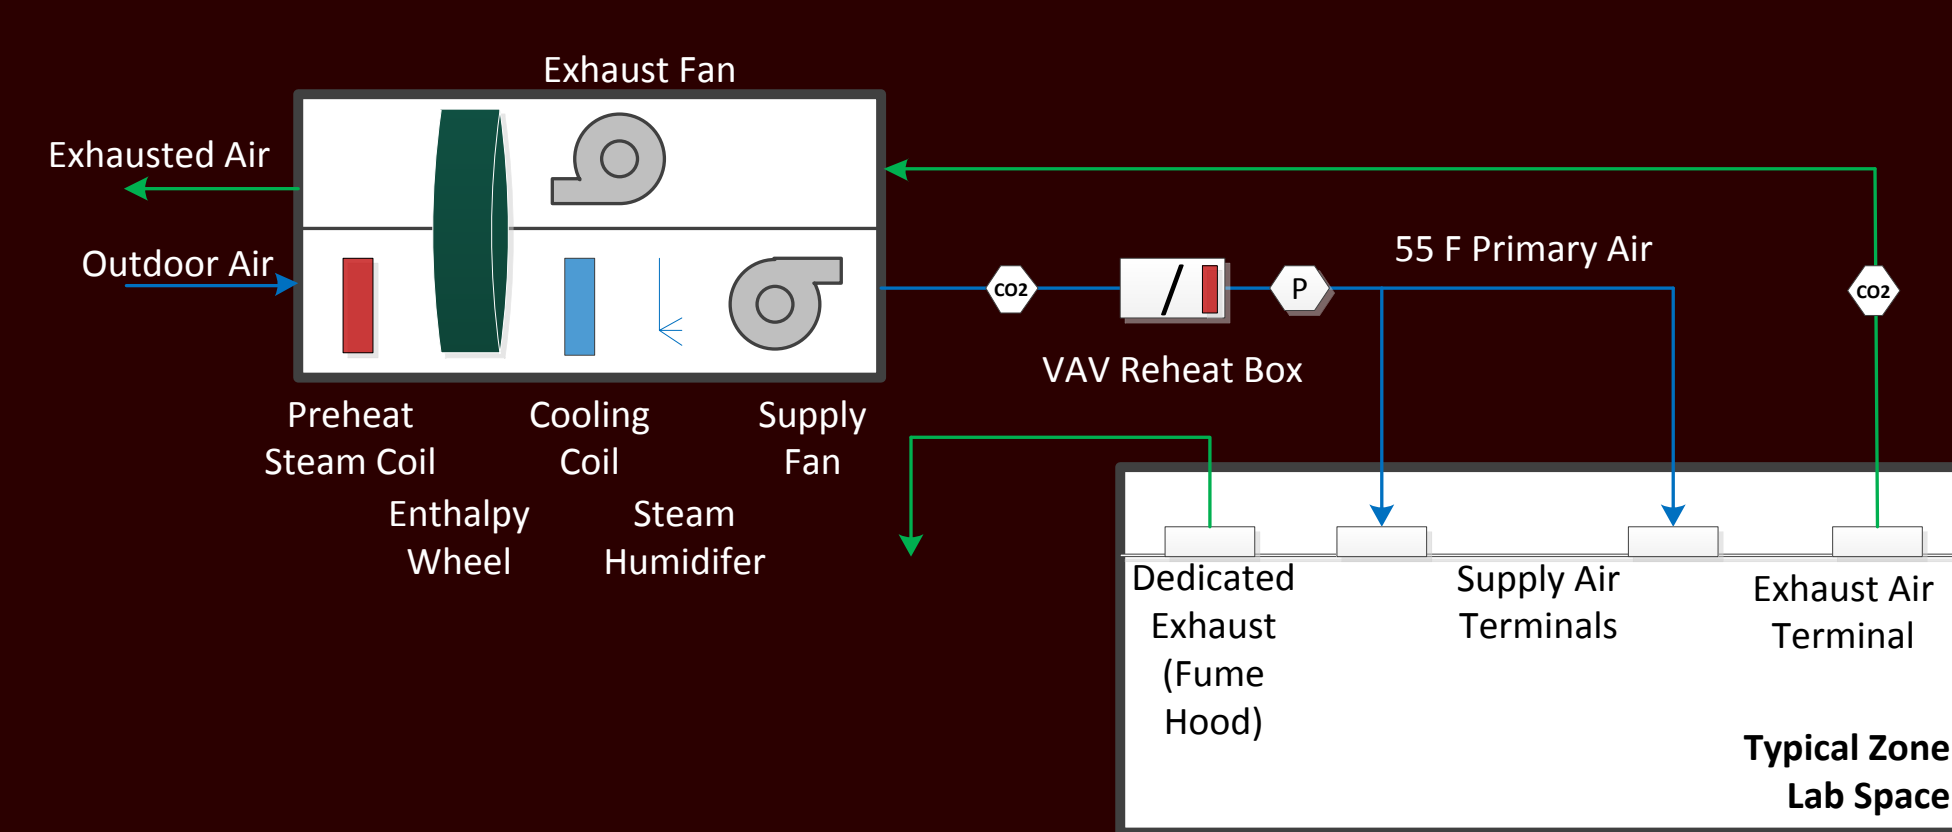 Exhaust Fan
Exhausted Air
Outdoor Air
55 F Primary Air
CO2
P
CO2
VAV Reheat Box
Preheat
Steam Coil
Cooling
Coil
Supply
Fan
Enthalpy
Wheel
Steam
Humidifer
Dedicated
Exhaust
(Fume
Hood)
Supply Air
Terminals
Exhaust Air
Terminal
Typical Zone
Lab Space